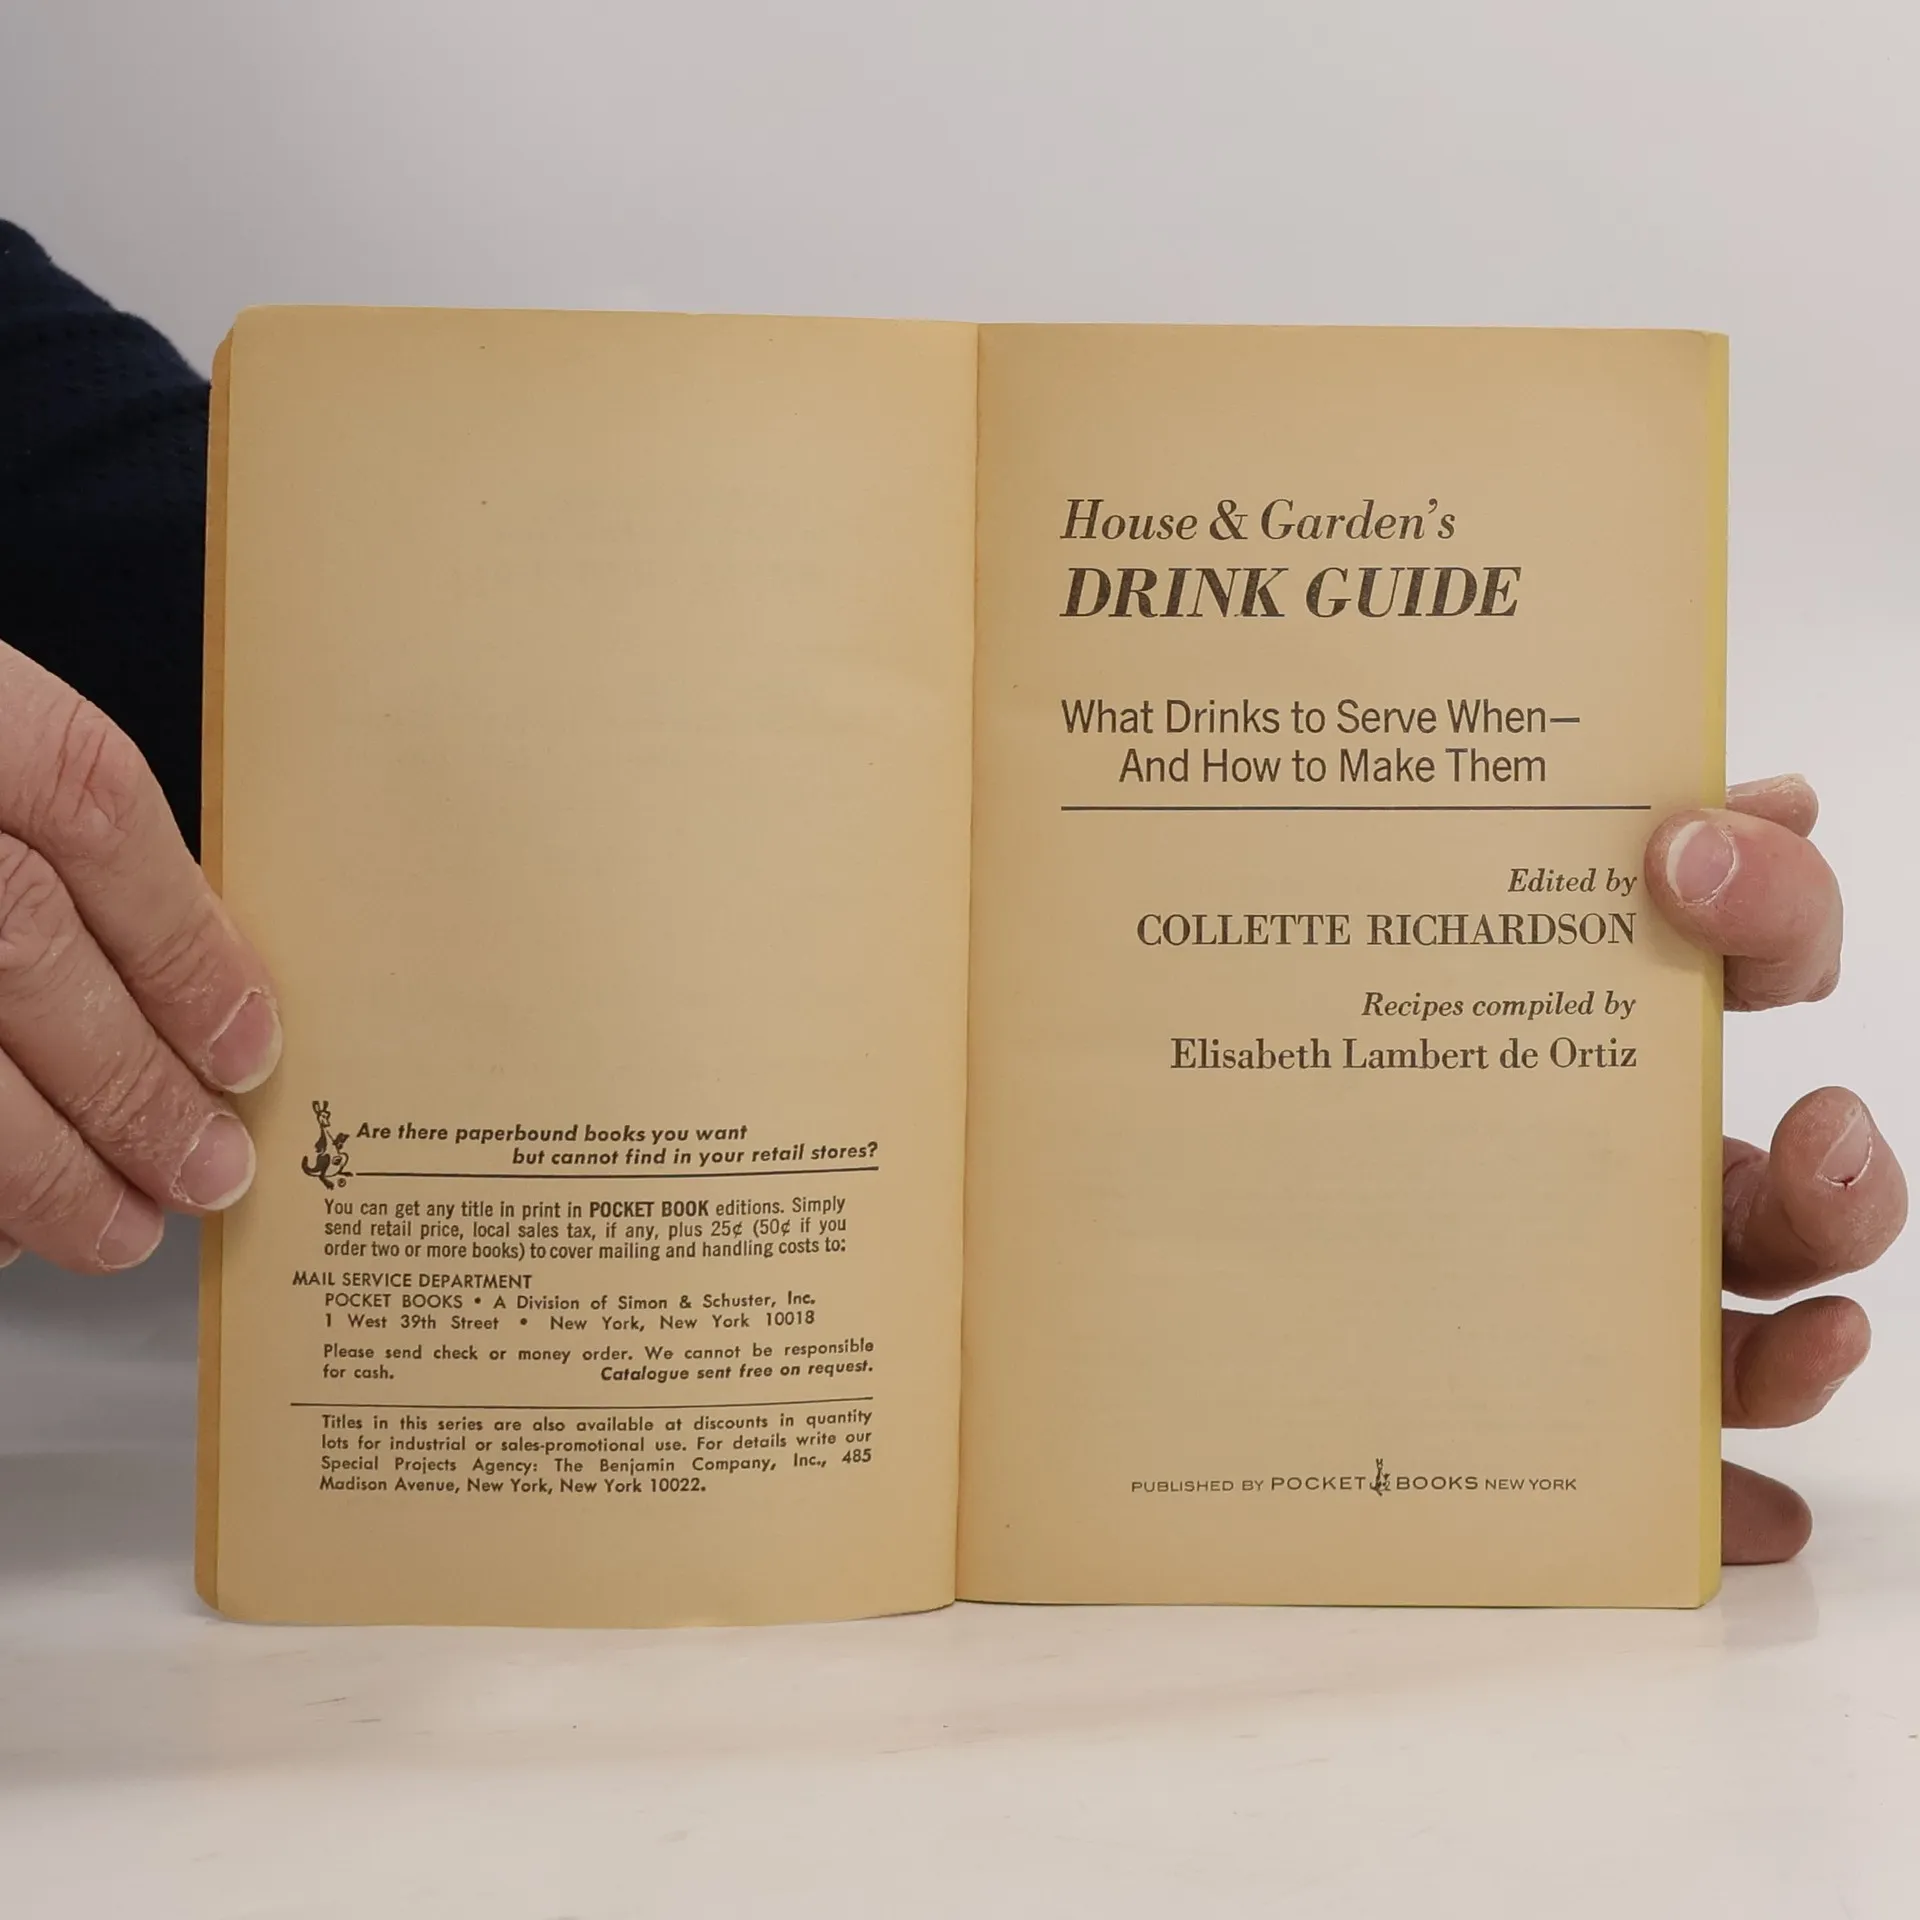 Are there paperbound books you want
but cannot find in your retail stores?
You can get any title in print in POCKET BOOK editions. Simply
send retail price, local sales tax, if any, plus 25¢ (50¢ if you
order two or more books) to cover mailing and handling costs to:
MAIL SERVICE DEPARTMENT
POCKET BOOKS • A Division of Simon & Schuster, Inc.
1 West 39th Street • New York, New York 10018
Please send check or money order. We cannot be responsible
for cash. Catalogue sent free on request.
Titles in this series are also available at discounts in quantity
lots for industrial or sales-promotional use. For details write our
Special Projects Agency: The Benjamin Company, Inc., 485
Madison Avenue, New York, New York 10022.
House & Garden's
DRINK GUIDE
What Drinks to Serve When—
And How to Make Them
Edited by
COLLETTE RICHARDSON
Recipes compiled by
Elisabeth Lambert de Ortiz
PUBLISHED BY POCKET BOOKS NEW YORK